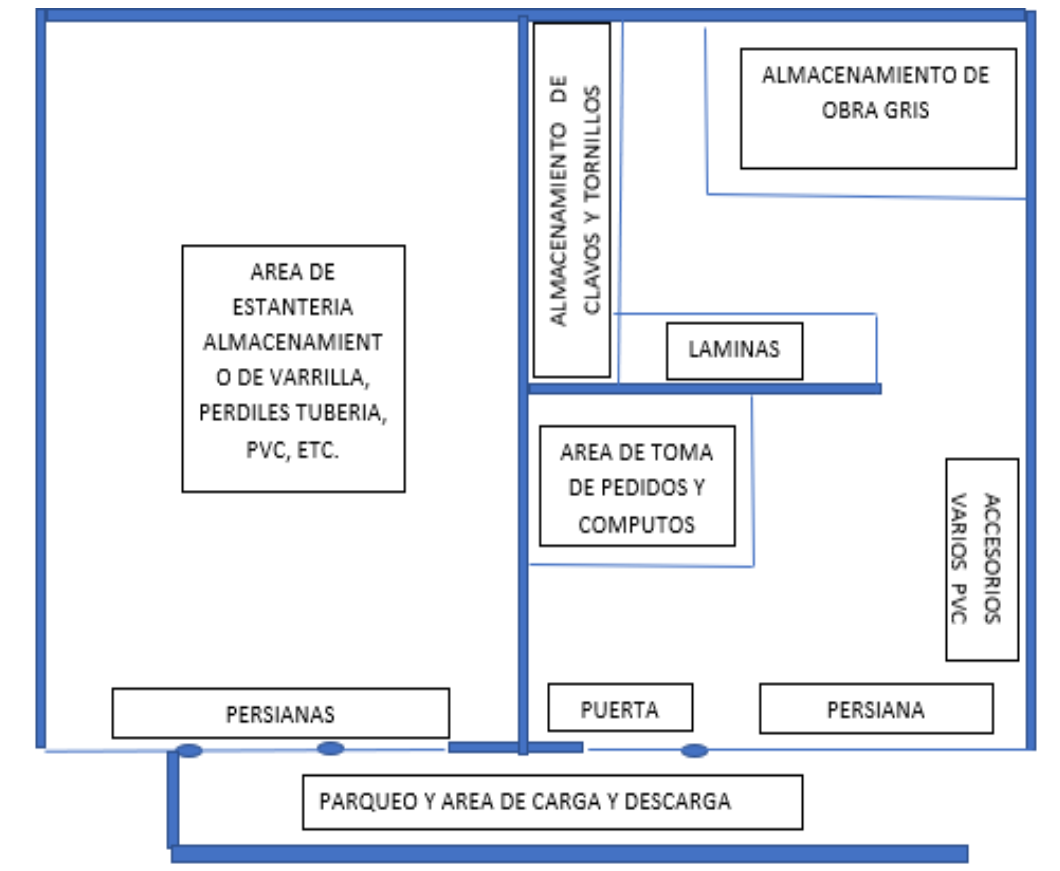 ALMACENAMIENTO DE
CLAVOS Y TORNILLOS
ALMACENAMIENTO DE
OBRA GRIS
AREA DE
ESTANTERIA
ALMACENAMIENT
O DE VARRILLA,
PERDILES TUBERIA,
PVC, ETC.
LAMINAS
AREA DE TOMA
DE PEDIDOS Y
COMPUTOS
ACCESORIOS
VARIOS PVC
PERSIANAS
PUERTA
PERSIANA
PARQUEO Y AREA DE CARGA Y DESCARGA